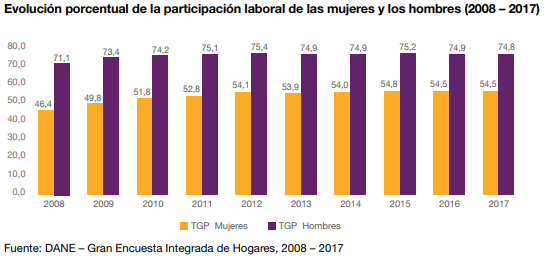 Evolución porcentual de la participación laboral de las mujeres y los hombres (2008 – 2017)
80,0
70,0
60,0
50,0
40,0
30,0
20,0
10,0
0,0
46,4 71,1 49,8 73,4 51,8 74,2 52,8 75,1 54,1 75,4 53,9 74,9 54,0 74,9 54,8 75,2 54,5 74,9 54,5 74,8
2008 2009 2010 2011 2012 2013 2014 2015 2016 2017
TGP Mujeres TGP Hombres
Fuente: DANE – Gran Encuesta Integrada de Hogares, 2008 – 2017